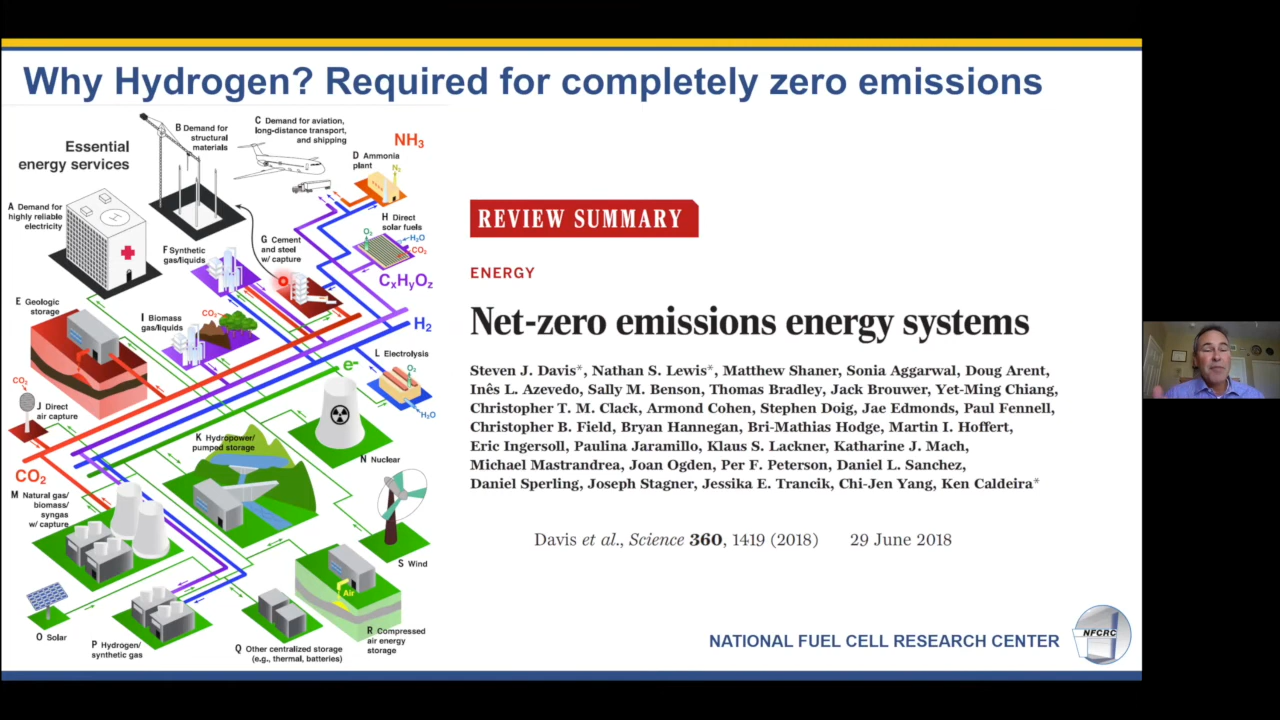 Why Hydrogen? Required for completely zero emissions
Essential
energy services
A Demand for
highly reliable
electricity
B Demand for
structural
materials
C Demand for aviation,
long-distance transport,
and shipping
NH3
D Ammonia
plant
N2
H Direct
solar fuels
O2
H2O
CO2
F Synthetic
gas/liquids
G Cement
and steel
w/ capture
CxHyOz
E Geologic
storage
I Biomass
gas/liquids
CO2
H2
L Electrolysis
O2
H2O
e-
CO2
J Direct
air capture
K Hydropower/
pumped storage
N Nuclear
CO2
M Natural gas/
biomass/
syngas
w/ capture
S Wind
Air
O Solar
P Hydrogen/
synthetic gas
Q Other centralized storage
(e.g., thermal, batteries)
R Compressed
air energy
storage
REVIEW SUMMARY
ENERGY
Net-zero emissions energy systems
Steven J. Davis*, Nathan S. Lewis*, Matthew Shaner, Sonia Aggarwal, Doug Arent,
Inês L. Azevedo, Sally M. Benson, Thomas Bradley, Jack Brouwer, Yet-Ming Chiang,
Christopher T. M. Clack, Armond Cohen, Stephen Doig, Jae Edmonds, Paul Fennell,
Christopher B. Field, Bryan Hannegan, Bri-Mathias Hodge, Martin I. Hoffert,
Eric Ingersoll, Paulina Jaramillo, Klaus S. Lackner, Katharine J. Mach,
Michael Mastrandrea, Joan Ogden, Per F. Peterson, Daniel L. Sanchez,
Daniel Sperling, Joseph Stagner, Jessika E. Trancik, Chi-Jen Yang, Ken Caldeira*
Davis et al., Science 360, 1419 (2018) 29 June 2018
NATIONAL FUEL CELL RESEARCH CENTER
NFCRC